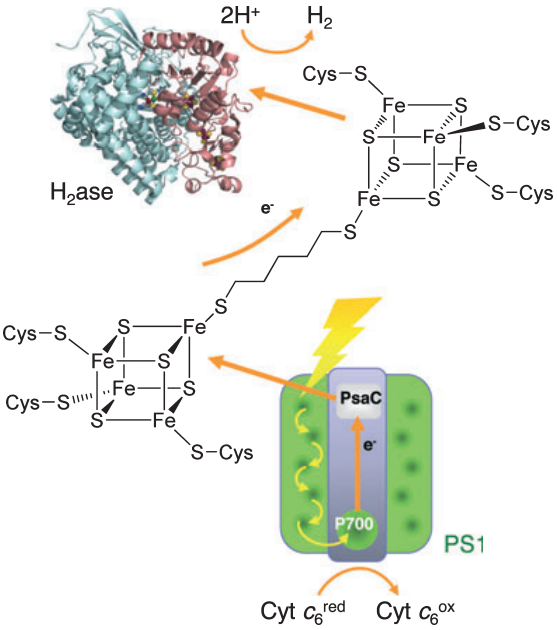 2H⁺ H₂
Cys–S
Fe S
S Fe S–Cys
S Fe
Fe S S–Cys
H₂ase
e⁻
S
S
Cys–S S Fe
Fe S
Cys–S Fe S
S Fe
S–Cys
PsaC
e⁻
P700
PS1
Cyt c₆ʳᵉᵈ Cyt c₆ᵒˣ